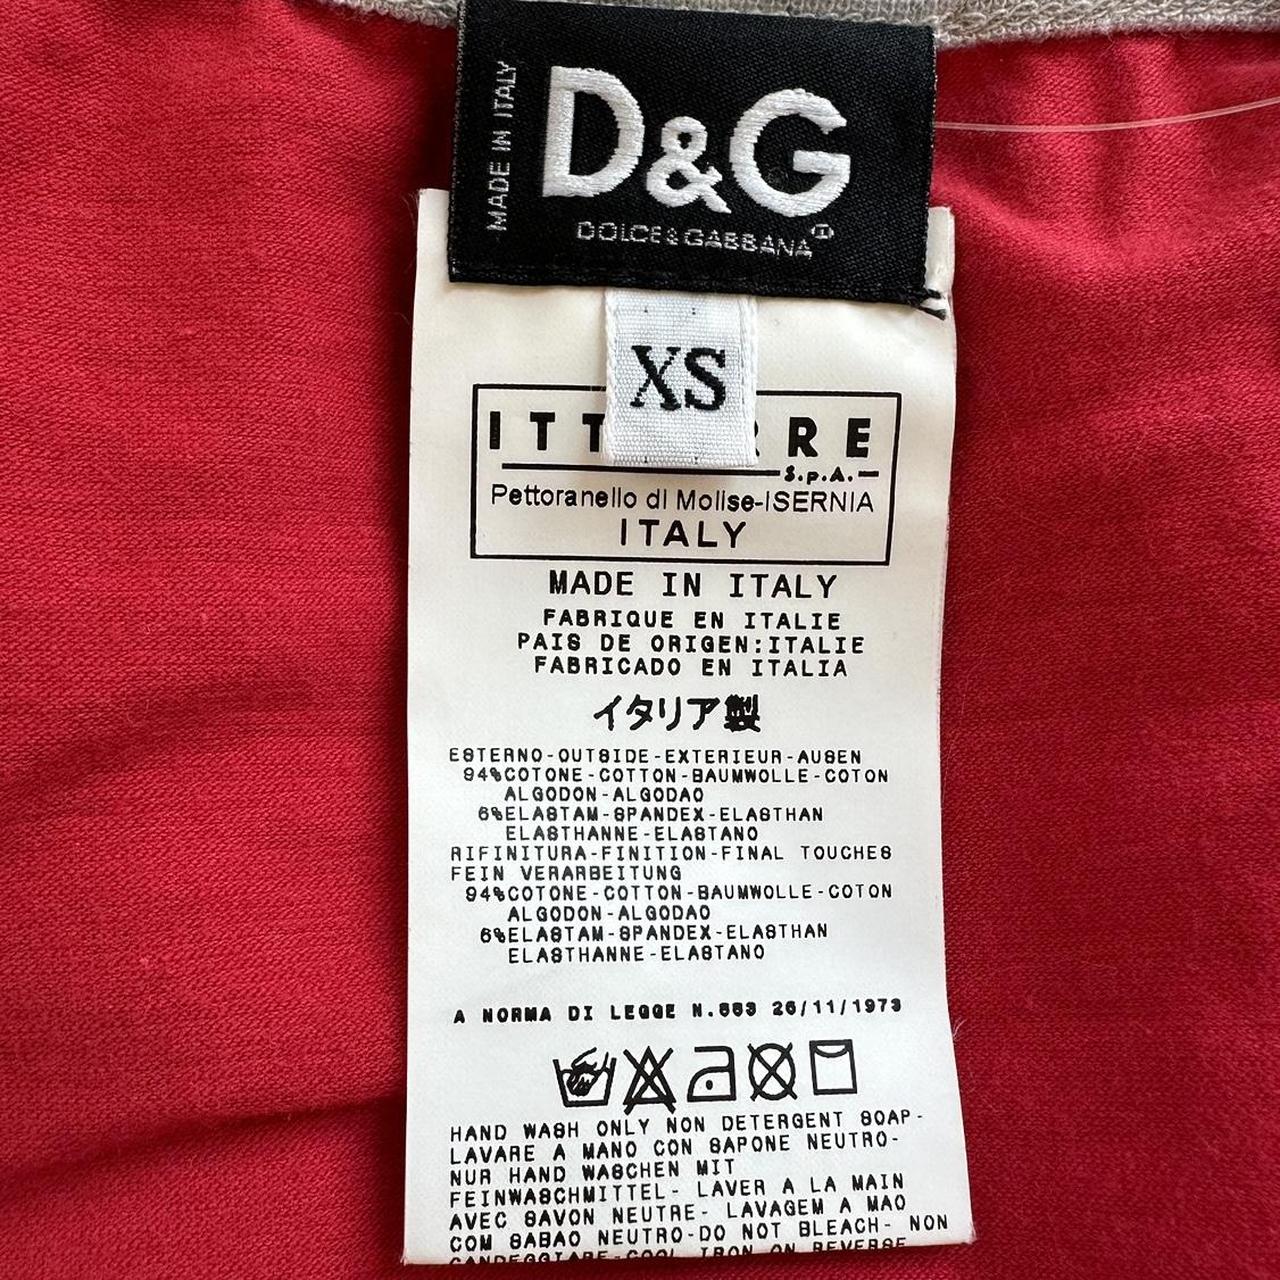 MADE IN ITALY
D&G
DOLCE&GABBANA
XS
S.p.A.
Pettoranello di Molise-ISERNIA
ITALY
MADE IN ITALY
FABRIQUE EN ITALIE
PAIS DE ORIGEN:ITALIE
FABRICADO EN ITALIA
イタリア製
ESTERNO-OUTSIDE-EXTERIEUR-AUSEN
94%COTONE-COTTON-BAUMWOLLE-COTON
ALGODON-ALGODAO
6%ELASTAM-SPANDEX-ELASTHAN
ELASTHANNE-ELASTANO
RIFINITURA-FINITION-FINAL TOUCHES
FEIN VERARBEITUNG
94%COTONE-COTTON-BAUMWOLLE-COTON
ALGODON-ALGODAO
6%ELASTAM-SPANDEX-ELASTHAN
ELASTHANNE-ELASTANO
A NORMA DI LEGGE N.883 26/11/1973
HAND WASH ONLY NON DETERGENT SOAP-
LAVARE A MANO CON SAPONE NEUTRO-
NUR HAND WASCHEN MIT
FEINWASCHMITTEL- LAVER A LA MAIN
AVEC SAVON NEUTRE- LAVAGEM A MAO
COM SABAO NEUTRO-DO NOT BLEACH- NON
CANDEGGIARE-COOL IRON ON REVERSE